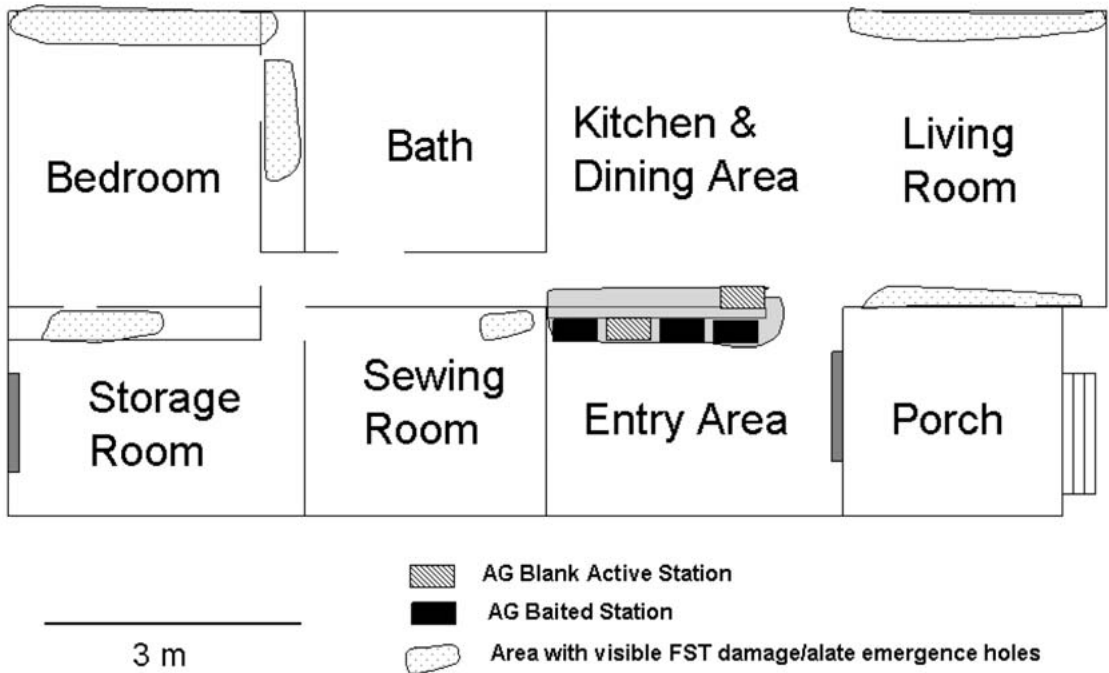 Bedroom
Bath
Kitchen &
Dining Area
Living
Room
Storage
Room
Sewing
Room
Entry Area
Porch
AG Blank Active Station
AG Baited Station
Area with visible FST damage/alate emergence holes
3 m